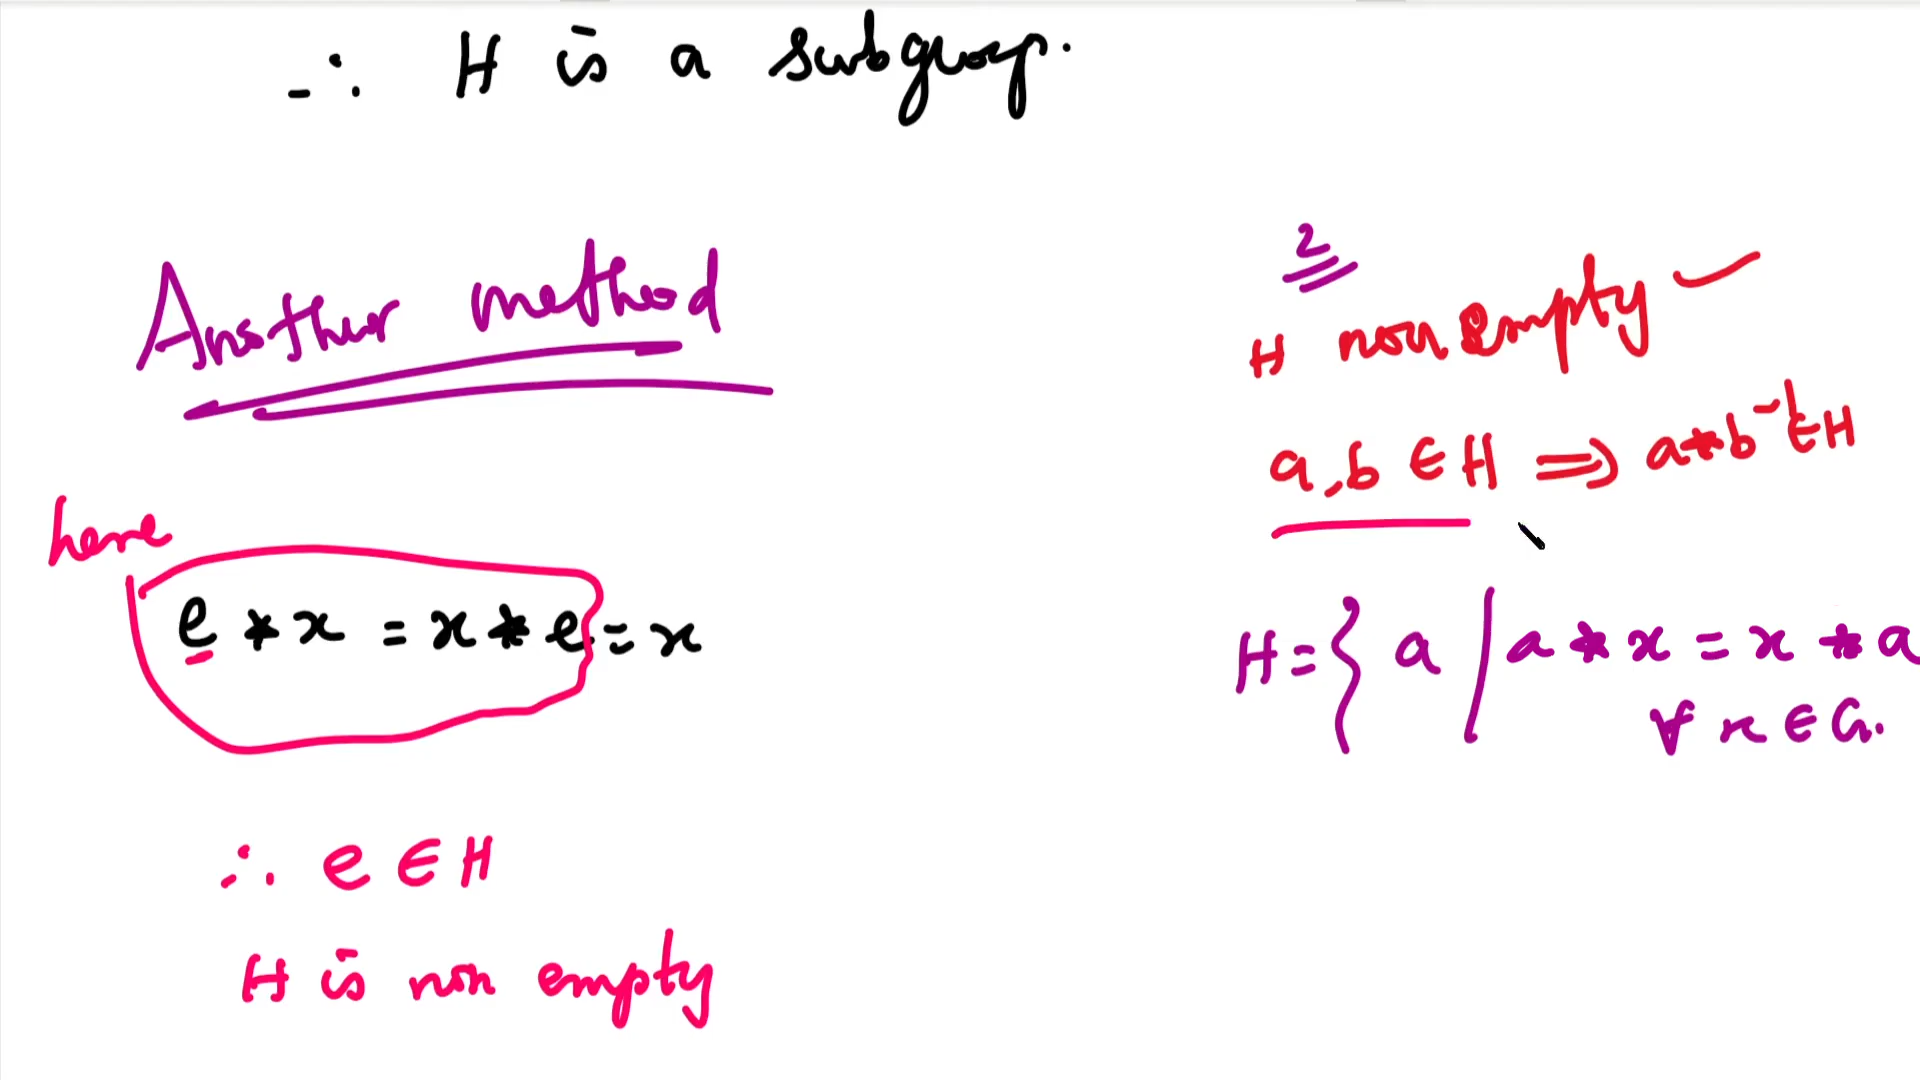 ∴ H is a subgroup.
Another method
here
e * x = x * e = x
∴ e ∈ H
H is non empty
2
H non empty ✓
a, b ∈ H ⇒ a * b⁻¹ ∈ H
H = { a / a * x = x * a
∀ x ∈ G.